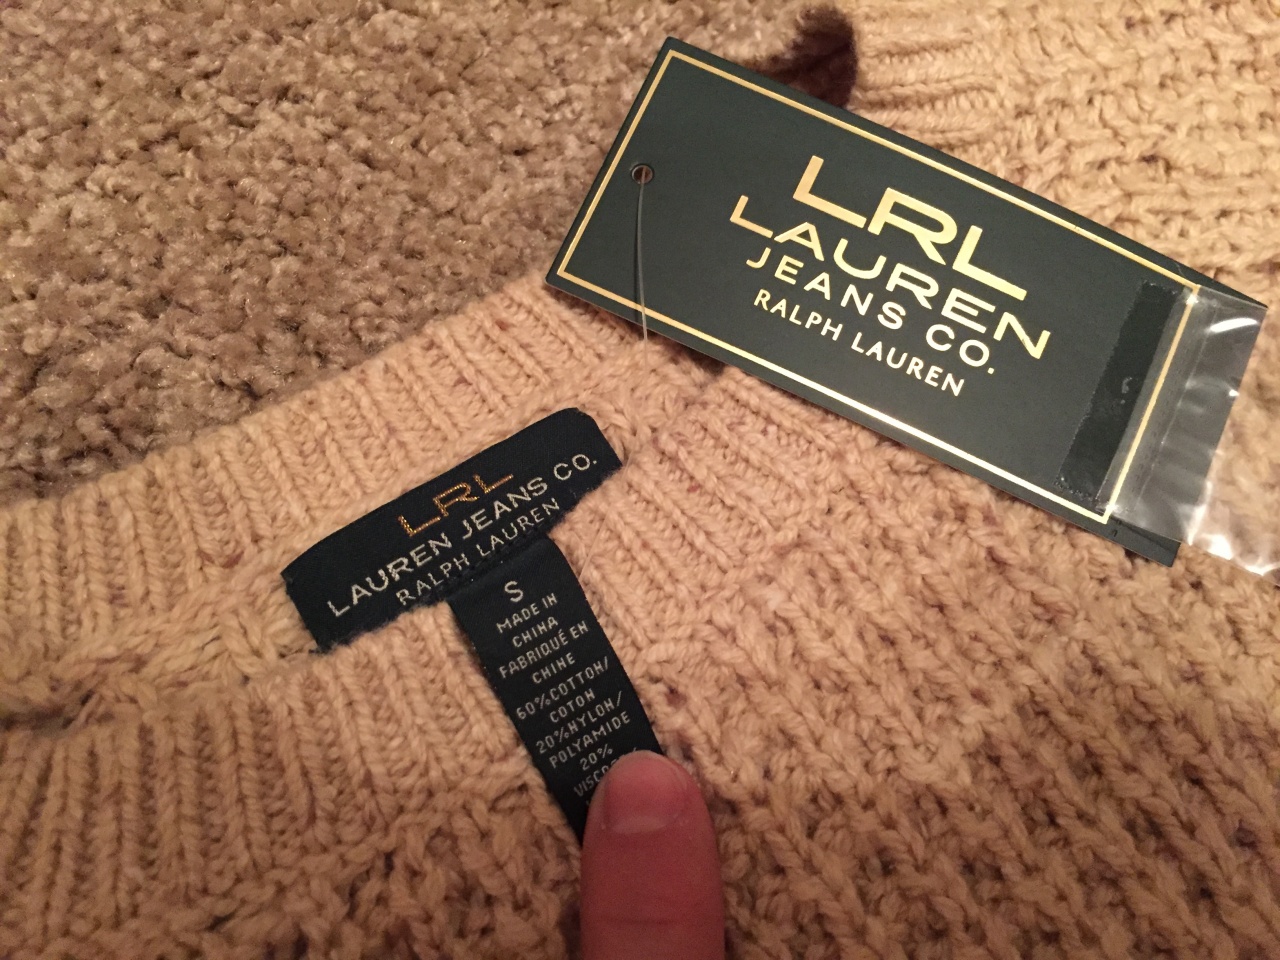 LRL
LAUREN
JEANS CO.
RALPH LAUREN
LRL
LAUREN JEANS CO.
RALPH LAUREN
S
MADE IN
CHINA
FABRIQUÉ EN
CHINE
60%COTTON/
COTON
20%NYLON/
POLYAMIDE
20%